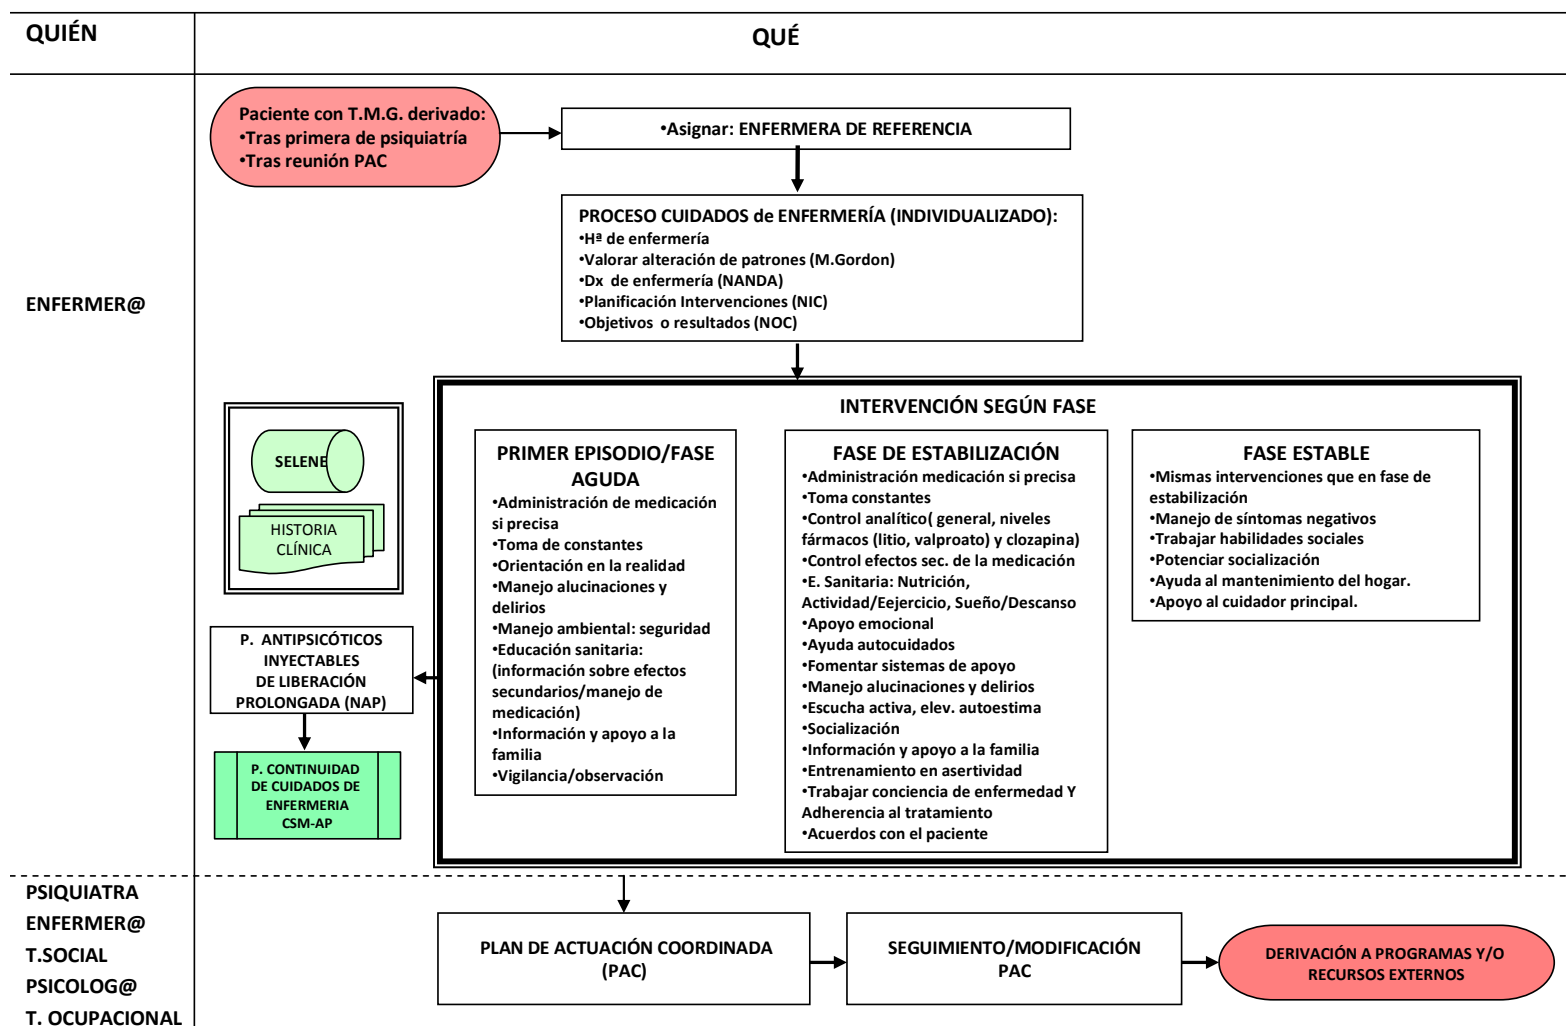 QUIÉN
QUÉ
Paciente con T.M.G. derivado:
•Tras primera de psiquiatría
•Tras reunión PAC
•Asignar: ENFERMERA DE REFERENCIA
PROCESO CUIDADOS de ENFERMERÍA (INDIVIDUALIZADO):
•Hª de enfermería
•Valorar alteración de patrones (M.Gordon)
•Dx de enfermería (NANDA)
•Planificación Intervenciones (NIC)
•Objetivos o resultados (NOC)
ENFERMER@
INTERVENCIÓN SEGÚN FASE
SELENE
HISTORIA
CLÍNICA
P. ANTIPSICÓTICOS
INYECTABLES
DE LIBERACIÓN
PROLONGADA (NAP)
P. CONTINUIDAD
DE CUIDADOS DE
ENFERMERIA
CSM-AP
PRIMER EPISODIO/FASE
AGUDA
•Administración de medicación
si precisa
•Toma de constantes
•Orientación en la realidad
•Manejo alucinaciones y
delirios
•Manejo ambiental: seguridad
•Educación sanitaria:
(información sobre efectos
secundarios/manejo de
medicación)
•Información y apoyo a la
familia
•Vigilancia/observación
FASE DE ESTABILIZACIÓN
•Administración medicación si precisa
•Toma constantes
•Control analítico( general, niveles
fármacos (litio, valproato) y clozapina)
•Control efectos sec. de la medicación
•E. Sanitaria: Nutrición,
Actividad/Eejercicio, Sueño/Descanso
•Apoyo emocional
•Ayuda autocuidados
•Fomentar sistemas de apoyo
•Manejo alucinaciones y delirios
•Escucha activa, elev. autoestima
•Socialización
•Información y apoyo a la familia
•Entrenamiento en asertividad
•Trabajar conciencia de enfermedad Y
Adherencia al tratamiento
•Acuerdos con el paciente
FASE ESTABLE
•Mismas intervenciones que en fase de
estabilización
•Manejo de síntomas negativos
•Trabajar habilidades sociales
•Potenciar socialización
•Ayuda al mantenimiento del hogar.
•Apoyo al cuidador principal.
PSIQUIATRA
ENFERMER@
T.SOCIAL
PSICOLOG@
T. OCUPACIONAL
PLAN DE ACTUACIÓN COORDINADA
(PAC)
SEGUIMIENTO/MODIFICACIÓN
PAC
DERIVACIÓN A PROGRAMAS Y/O
RECURSOS EXTERNOS